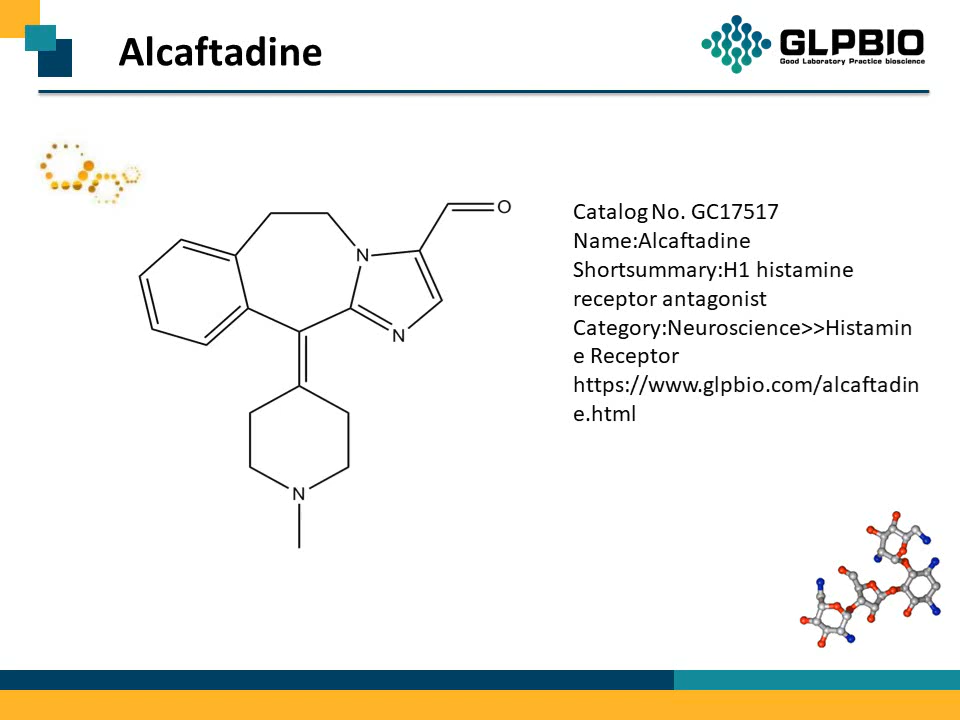 Alcaftadine
GLPBIO
Good Laboratory Practice bioscience
O
N
N
N
Catalog No. GC17517
Name:Alcaftadine
Shortsummary:H1 histamine
receptor antagonist
Category:Neuroscience>>Histamin
e Receptor
https://www.glpbio.com/alcaftadin
e.html